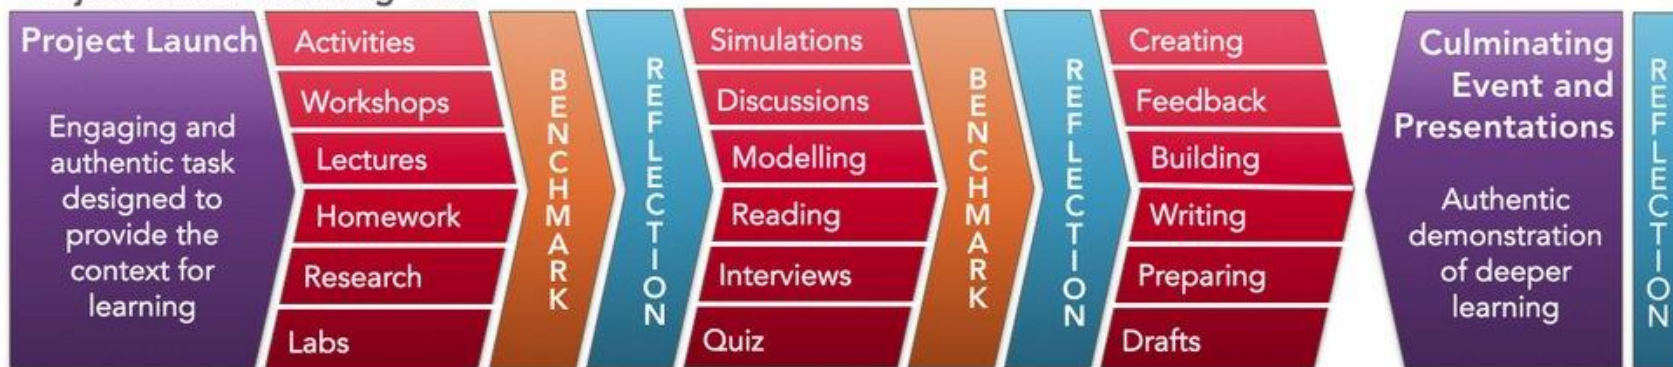 Project Launch
Engaging and
authentic task
designed to
provide the
context for
learning
Activities
Workshops
Lectures
Homework
Research
Labs
BENCHMARK
REFLECTION
Simulations
Discussions
Modelling
Reading
Interviews
Quiz
BENCHMARK
REFLECTION
Creating
Feedback
Building
Writing
Preparing
Drafts
Culminating
Event and
Presentations
Authentic
demonstration
of deeper
learning
REFLECTION